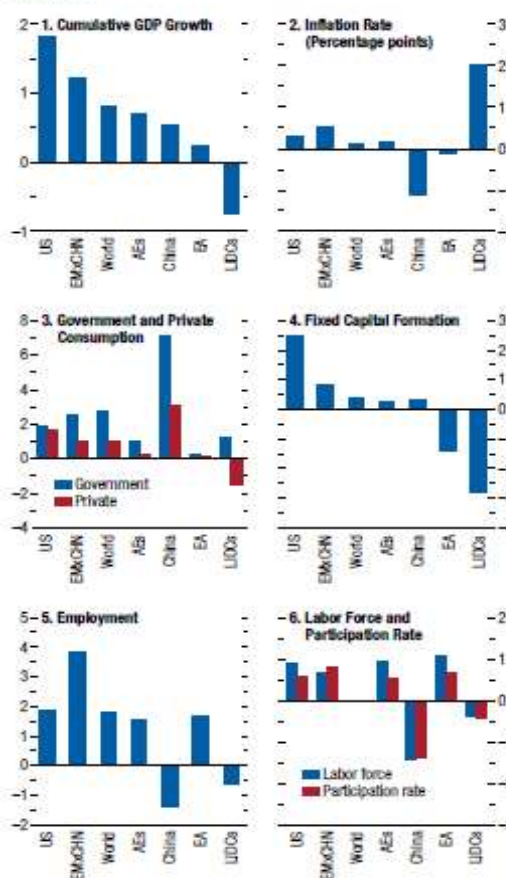 1. Cumulative GDP Growth
2
1
0
−1
US
EMxCHN
World
AEs
China
EA
LIDCs
2. Inflation Rate
(Percentage points)
3
2
1
0
US
EMxCHN
World
AEs
China
EA
LIDCs
3. Government and Private
Consumption
8
6
4
2
0
−2
−4
Government
Private
US
EMxCHN
World
AEs
China
EA
LIDCs
4. Fixed Capital Formation
3
2
1
0
US
EMxCHN
World
AEs
China
EA
LIDCs
5. Employment
5
4
3
2
1
0
−1
−2
US
EMxCHN
World
AEs
China
EA
LIDCs
6. Labor Force and
Participation Rate
2
1
0
Labor force
Participation rate
US
EMxCHN
World
AEs
China
EA
LIDCs